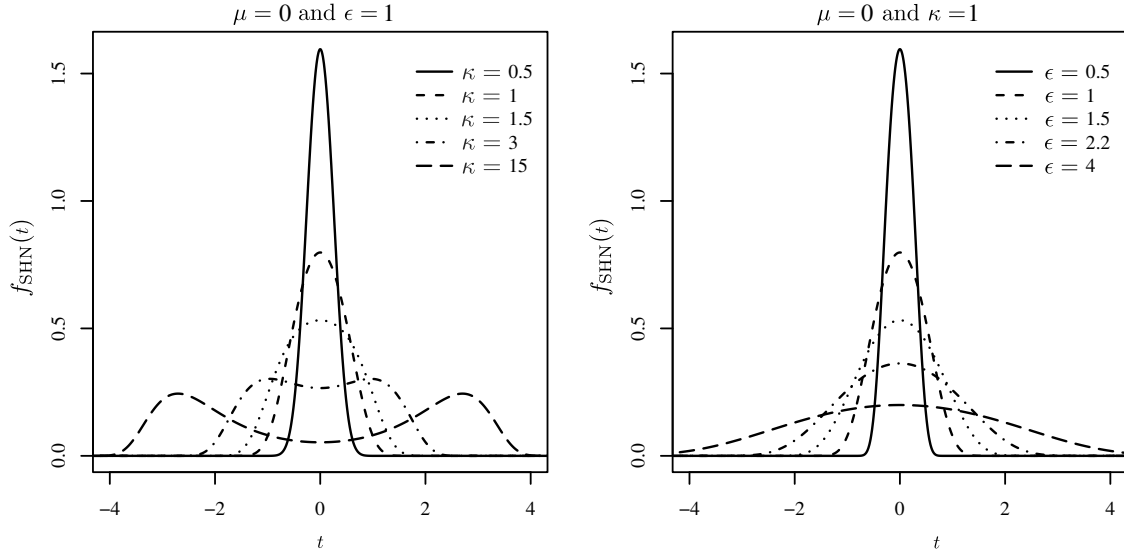 μ = 0 and ϵ = 1
κ = 0.5
κ = 1
κ = 1.5
κ = 3
κ = 15
1.5
1.0
0.5
0.0
f_SHN(t)
−4 −2 0 2 4
t
μ = 0 and κ =1
ϵ = 0.5
ϵ = 1
ϵ = 1.5
ϵ = 2.2
ϵ = 4
1.5
1.0
0.5
0.0
f_SHN(t)
−4 −2 0 2 4
t